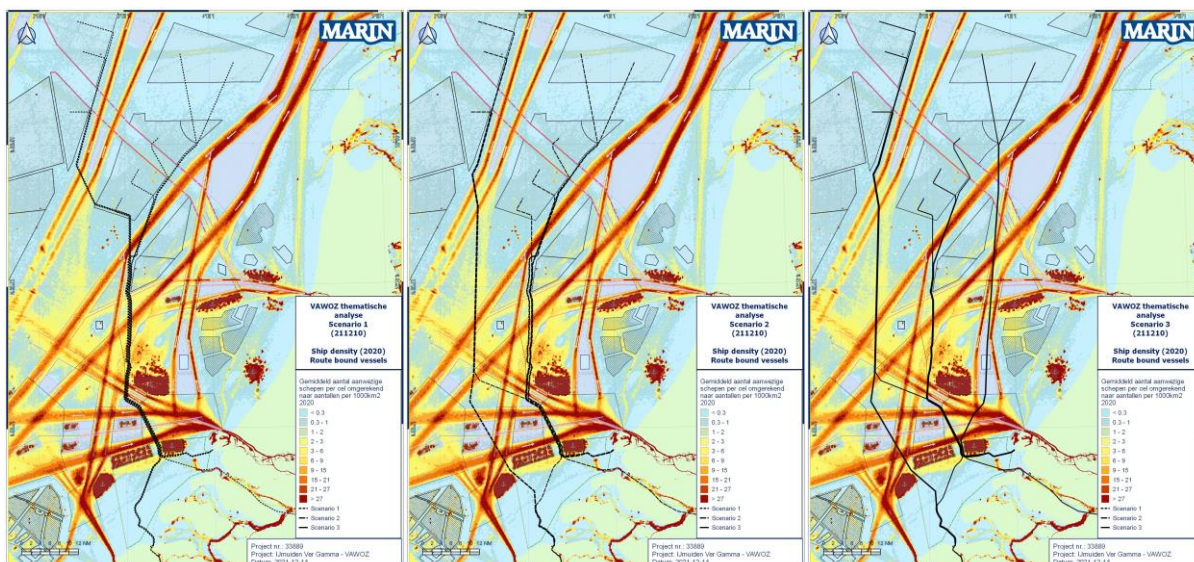 MARIN
VAWOZ thematische
analyse
Scenario 1
(211210)
Ship density (2020)
Route bound vessels
Gemiddeld aantal aanwezige
schepen per cel omgerekend
naar aantallen per 1000km2
2020
< 0.3
0.3 - 1
1 - 2
2 - 3
3 - 6
6 - 9
9 - 15
15 - 21
21 - 27
> 27
Scenario 1
Scenario 2
Scenario 3
12 NM
Project nr.: 33889
Project: IJmuiden Ver Gamma - VAWOZ
MARIN
VAWOZ thematische
analyse
Scenario 2
(211210)
Ship density (2020)
Route bound vessels
Gemiddeld aantal aanwezige
schepen per cel omgerekend
naar aantallen per 1000km2
2020
< 0.3
0.3 - 1
1 - 2
2 - 3
3 - 6
6 - 9
9 - 15
15 - 21
21 - 27
> 27
Scenario 1
Scenario 2
Scenario 3
12 NM
Project nr.: 33889
Project: IJmuiden Ver Gamma - VAWOZ
MARIN
VAWOZ thematische
analyse
Scenario 3
(211210)
Ship density (2020)
Route bound vessels
Gemiddeld aantal aanwezige
schepen per cel omgerekend
naar aantallen per 1000km2
2020
< 0.3
0.3 - 1
1 - 2
2 - 3
3 - 6
6 - 9
9 - 15
15 - 21
21 - 27
> 27
Scenario 1
Scenario 2
Scenario 3
12 NM
Project nr.: 33889
Project: IJmuiden Ver Gamma - VAWOZ